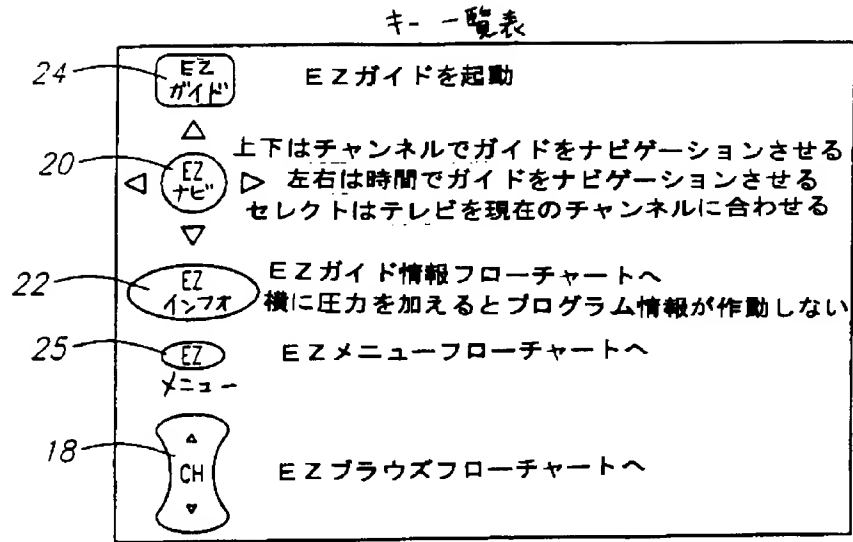 キー 一覧表
24
EZ
ガイド
EZガイドを起動
△
20
EZ
ナビ
◁
▷
▽
上下はチャンネルでガイドをナビゲーションさせる
左右は時間でガイドをナビゲーションさせる
セレクトはテレビを現在のチャンネルに合わせる
22
EZ
インフォ
EZガイド情報フローチャートへ
横に圧力を加えるとプログラム情報が作動しない
25
EZ
メニュー
EZメニューフローチャートへ
18
CH
EZブラウズフローチャートへ